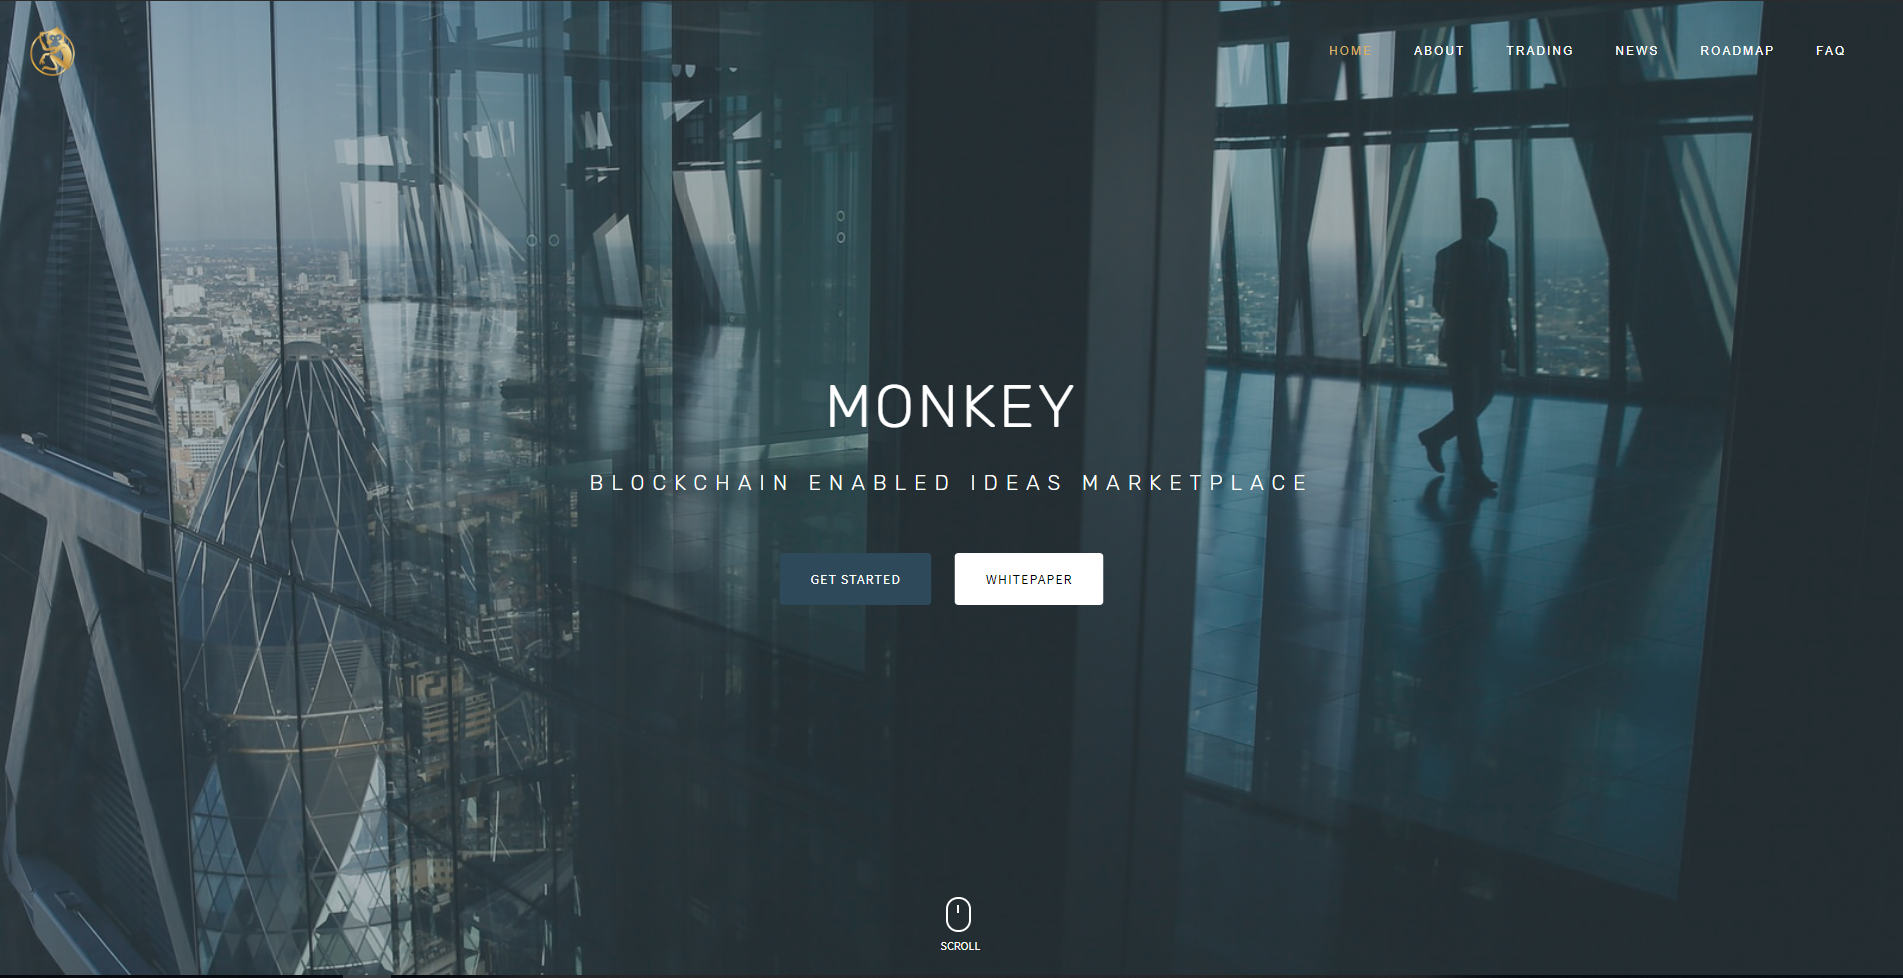 HOME ABOUT TRADING NEWS ROADMAP FAQ
MONKEY
BLOCKCHAIN ENABLED IDEAS MARKETPLACE
GET STARTED WHITEPAPER
SCROLL